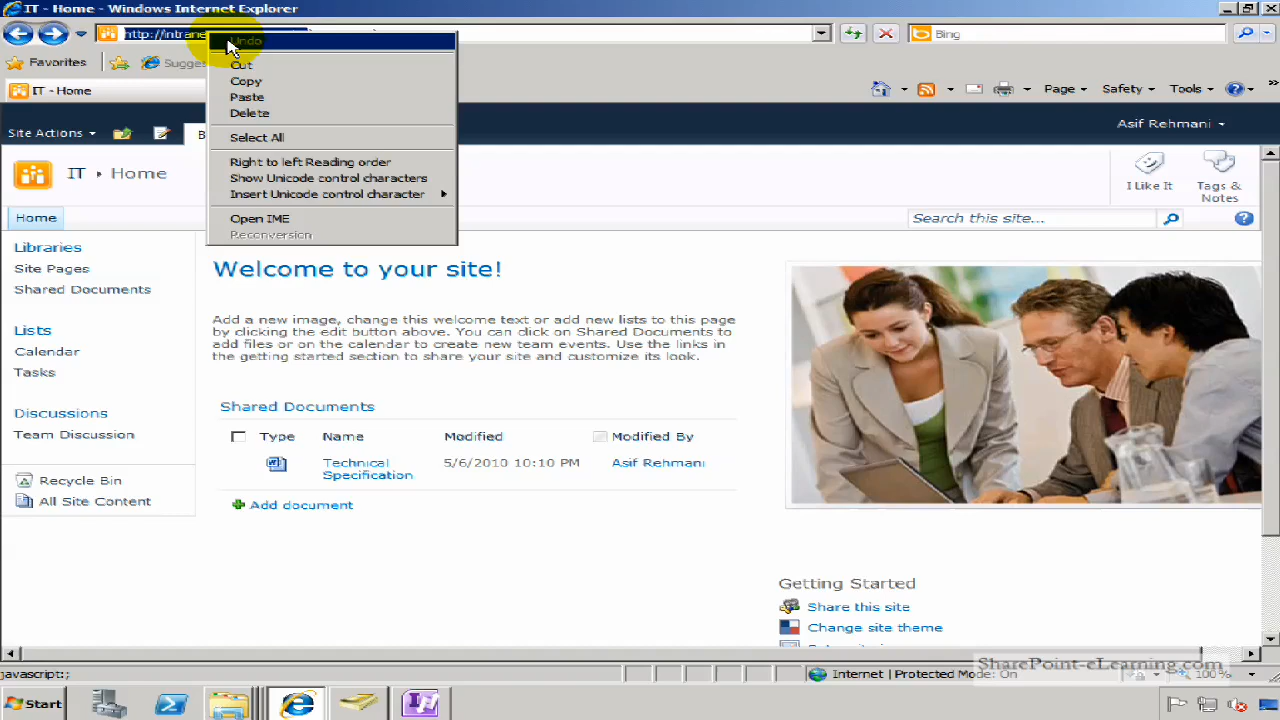 IT - Home - Windows Internet Explorer
Bing
Undo
Cut
Copy
Paste
Delete
Select All
Right to left Reading order
Show Unicode control characters
Insert Unicode control character
Open IME
Reconversion
Favorites
IT - Home
Page
Safety
Tools
Site Actions
Asif Rehmani
IT
Home
I Like It
Tags &
Notes
Home
Search this site...
Libraries
Site Pages
Shared Documents
Lists
Calendar
Tasks
Discussions
Team Discussion
Recycle Bin
All Site Content
Welcome to your site!
Add a new image, change this welcome text or add new lists to this page
by clicking the edit button above. You can click on Shared Documents to
add files or on the calendar to create new team events. Use the links in
the getting started section to share your site and customize its look.
Shared Documents
Type Name Modified Modified By
Technical
Specification
5/6/2010 10:10 PM
Asif Rehmani
Add document
Getting Started
Share this site
Change site theme
javascript:;
Internet | Protected Mode: On
100%
SharePoint-eLearning.com
Start